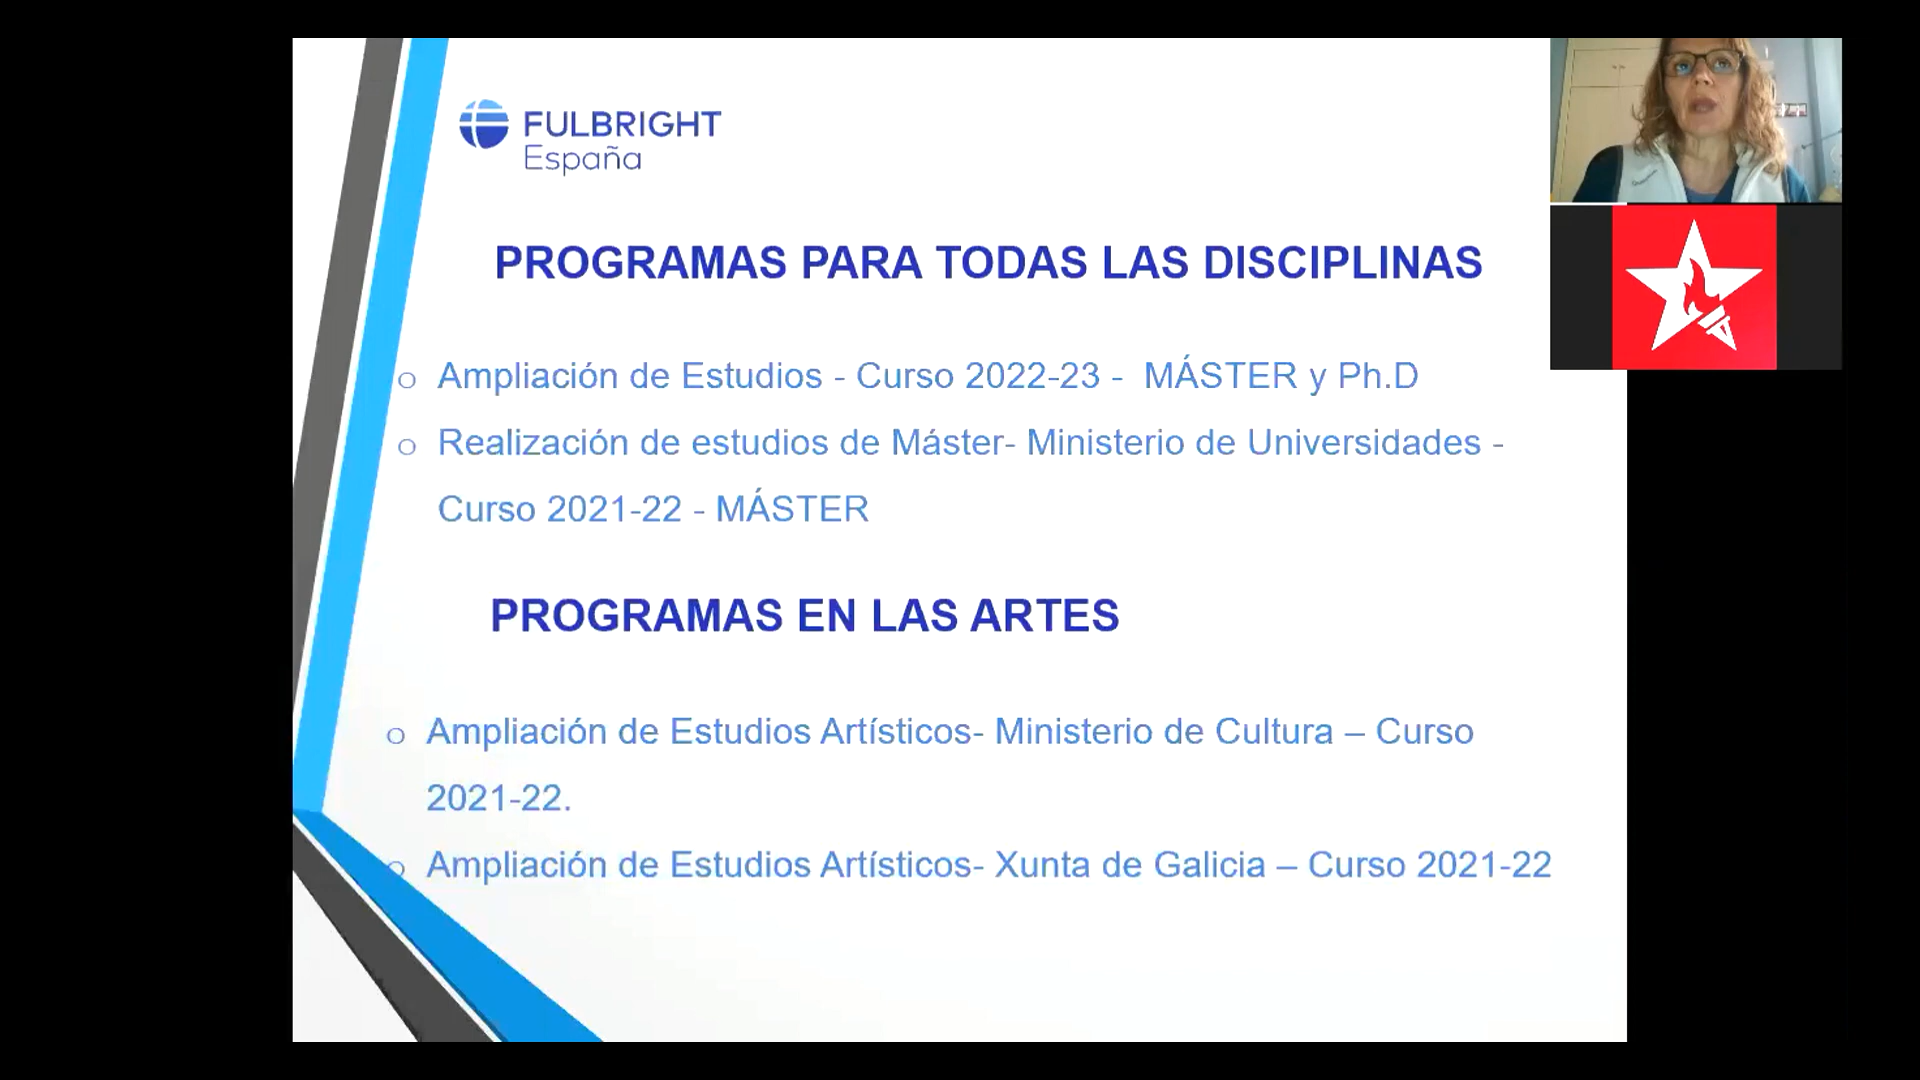 FULBRIGHT
España
PROGRAMAS PARA TODAS LAS DISCIPLINAS
o Ampliación de Estudios - Curso 2022-23 - MÁSTER y Ph.D
o Realización de estudios de Máster- Ministerio de Universidades -
Curso 2021-22 - MÁSTER
PROGRAMAS EN LAS ARTES
o Ampliación de Estudios Artísticos- Ministerio de Cultura – Curso
2021-22.
o Ampliación de Estudios Artísticos- Xunta de Galicia – Curso 2021-22